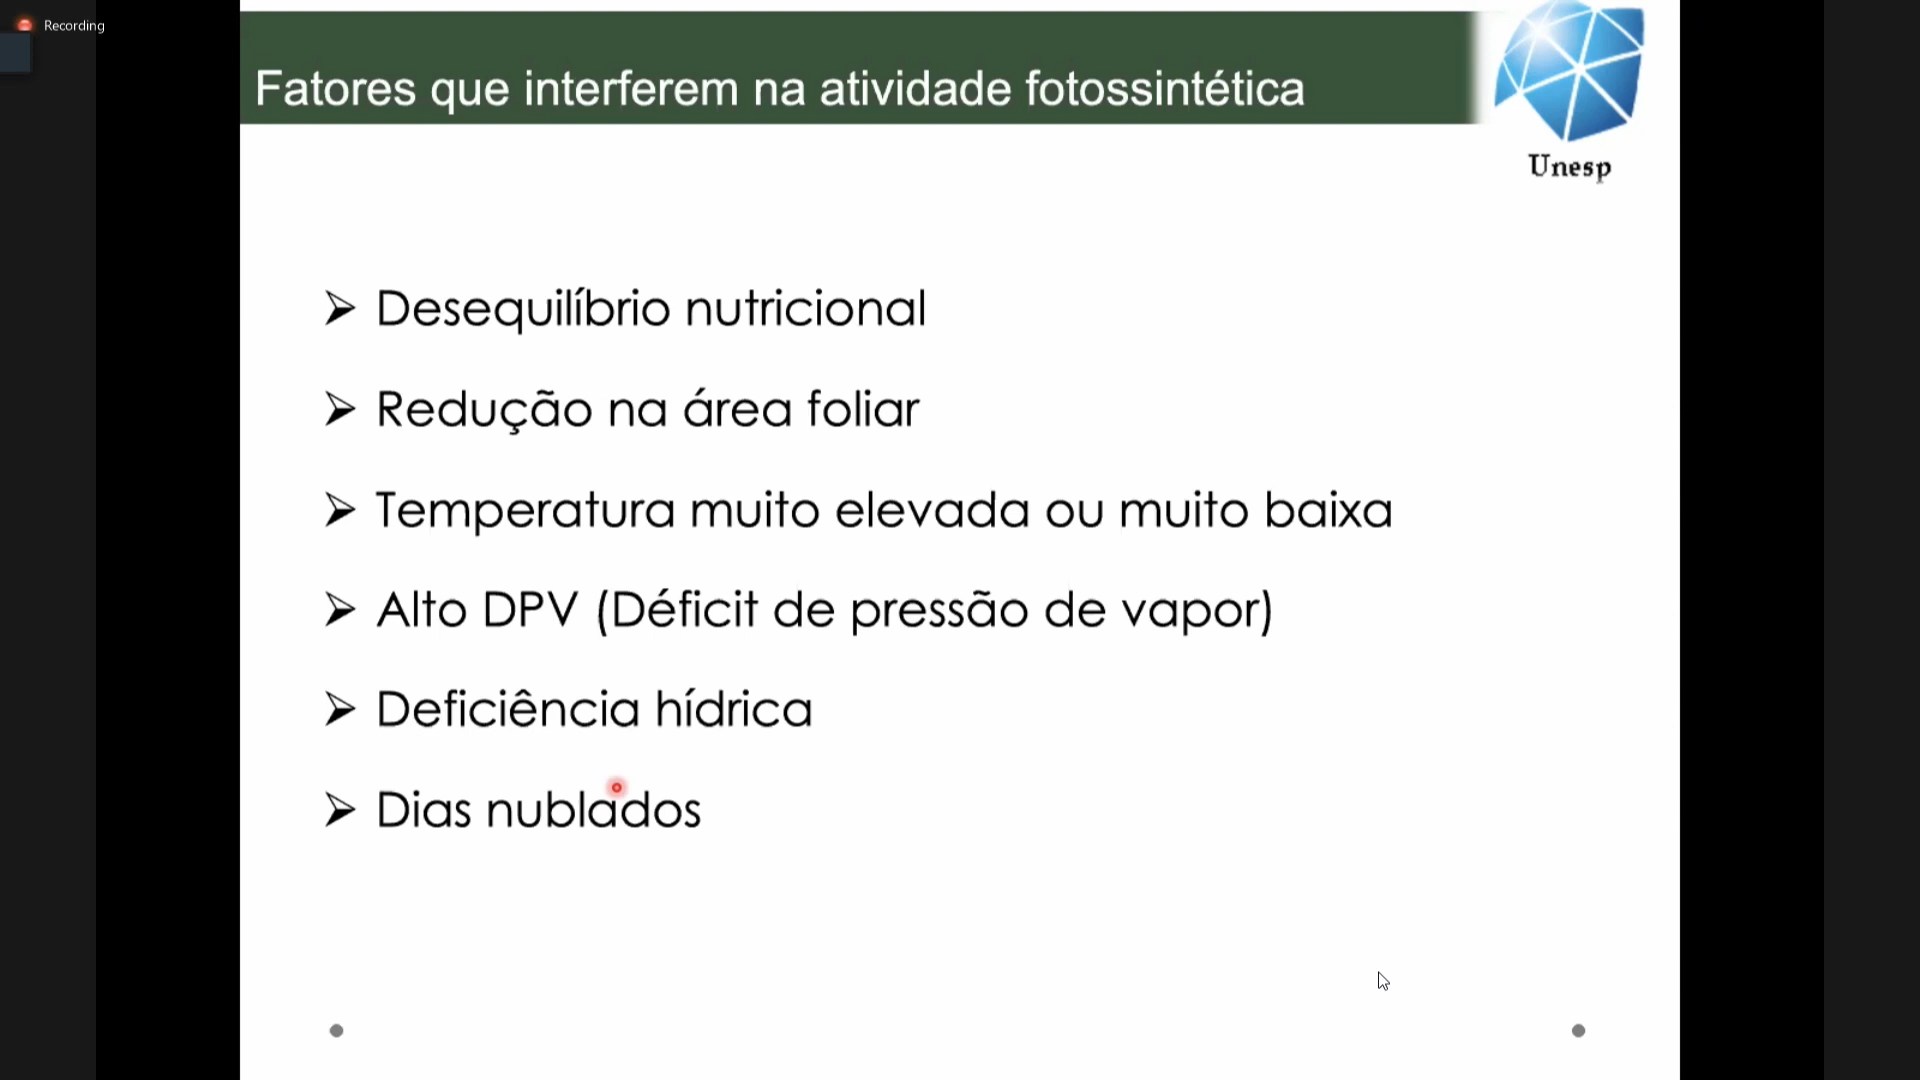 Recording
Fatores que interferem na atividade fotossintética
Unesp
➢ Desequilíbrio nutricional
➢ Redução na área foliar
➢ Temperatura muito elevada ou muito baixa
➢ Alto DPV (Déficit de pressão de vapor)
➢ Deficiência hídrica
➢ Dias nublados